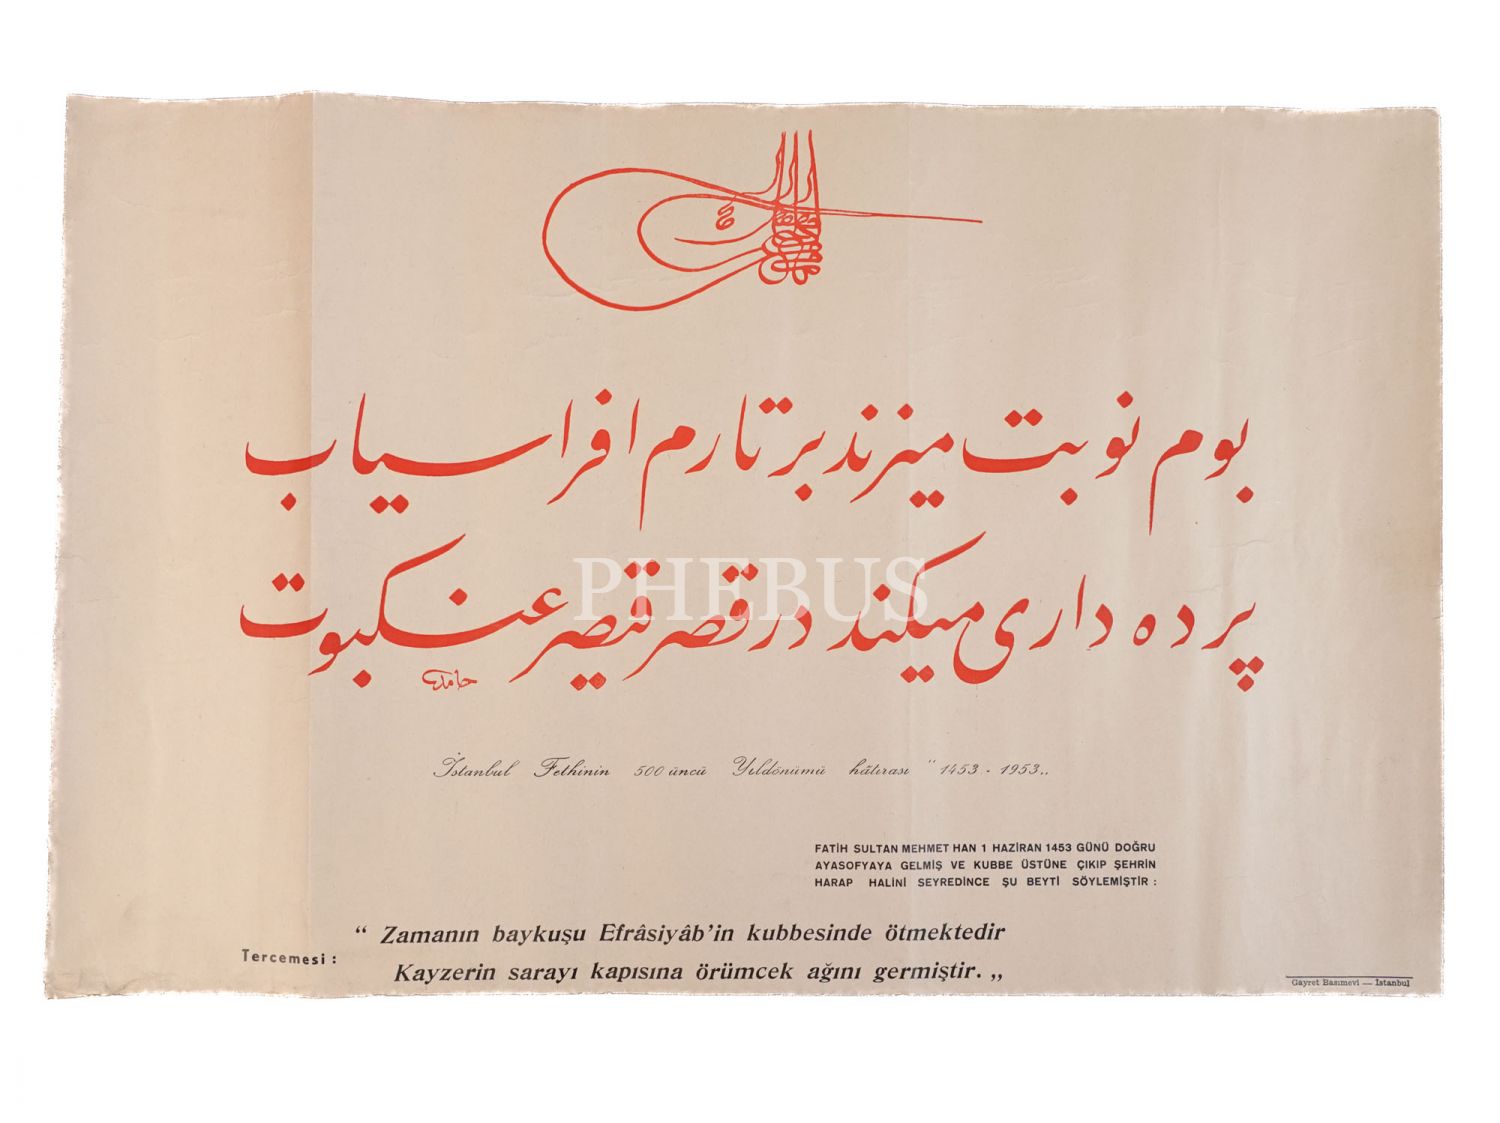 بوم نوبت میزند بر تارم افراسیاب
پرده داری میکند در قصر قیصر عنکبوت
حامد
PHEBUS
İstanbul Fethinin 500 üncü Yıldönümü hâtırası "1453 - 1953„
FATİH SULTAN MEHMET HAN 1 HAZİRAN 1453 GÜNÜ DOĞRU
AYASOFYAYA GELMİŞ VE KUBBE ÜSTÜNE ÇIKIP ŞEHRİN
HARAP HALİNİ SEYREDİNCE ŞU BEYTİ SÖYLEMİŞTİR :
Tercemesi :
“ Zamanın baykuşu Efrâsiyâb’in kubbesinde ötmektedir
Kayzerin sarayı kapısına örümcek ağını germiştir. „
Gayret Basımevi — İstanbul